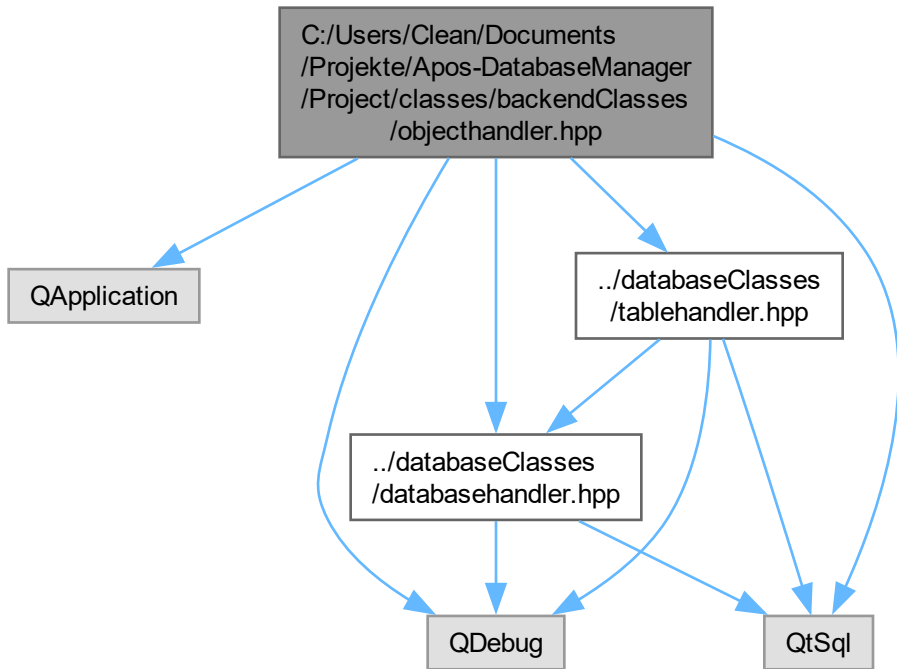 C:/Users/Clean/Documents
/Projekte/Apos-DatabaseManager
/Project/classes/backendClasses
/objecthandler.hpp
QApplication
../databaseClasses
/tablehandler.hpp
../databaseClasses
/databasehandler.hpp
QDebug
QtSql